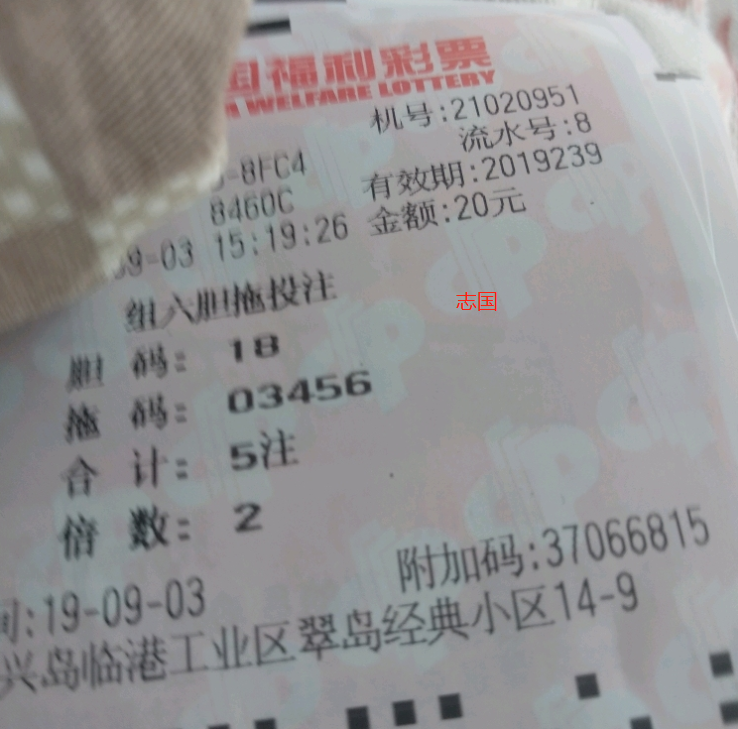 国福利彩票
WELFARE LOTTERY
机号:21020951
流水号:8
-8FC4
8460C
有效期:2019239
09-03 15:19:26
金额:20元
组六胆拖投注
志国
胆 码: 18
拖 码: 03456
合 计: 5注
倍 数: 2
附加码:37066815
间:19-09-03
兴岛临港工业区翠岛经典小区14-9